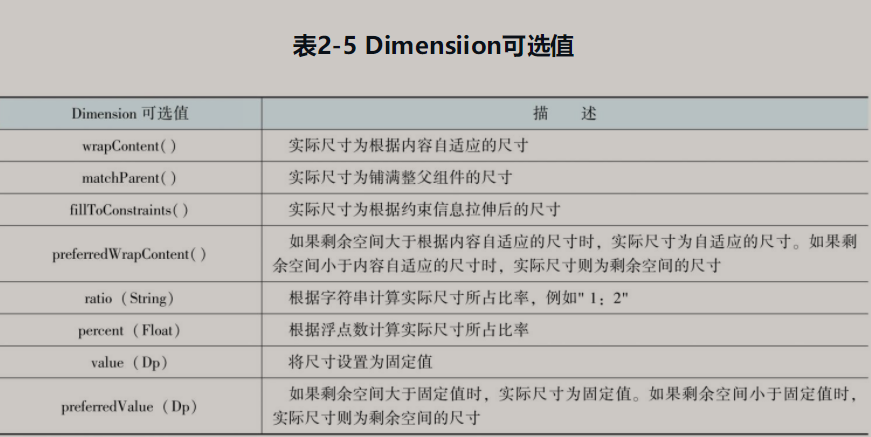 表2-5 Dimensiion可选值
Dimension 可选值 描 述
wrapContent( ) 实际尺寸为根据内容自适应的尺寸
matchParent( ) 实际尺寸为铺满整父组件的尺寸
fillToConstraints( ) 实际尺寸为根据约束信息拉伸后的尺寸
preferredWrapContent( ) 如果剩余空间大于根据内容自适应的尺寸时，实际尺寸为自适应的尺寸。如果剩
余空间小于内容自适应的尺寸时，实际尺寸则为剩余空间的尺寸
ratio （String） 根据字符串计算实际尺寸所占比率，例如" 1：2"
percent （Float） 根据浮点数计算实际尺寸所占比率
value （Dp） 将尺寸设置为固定值
preferredValue （Dp） 如果剩余空间大于固定值时，实际尺寸为固定值。如果剩余空间小于固定值时，
实际尺寸则为剩余空间的尺寸